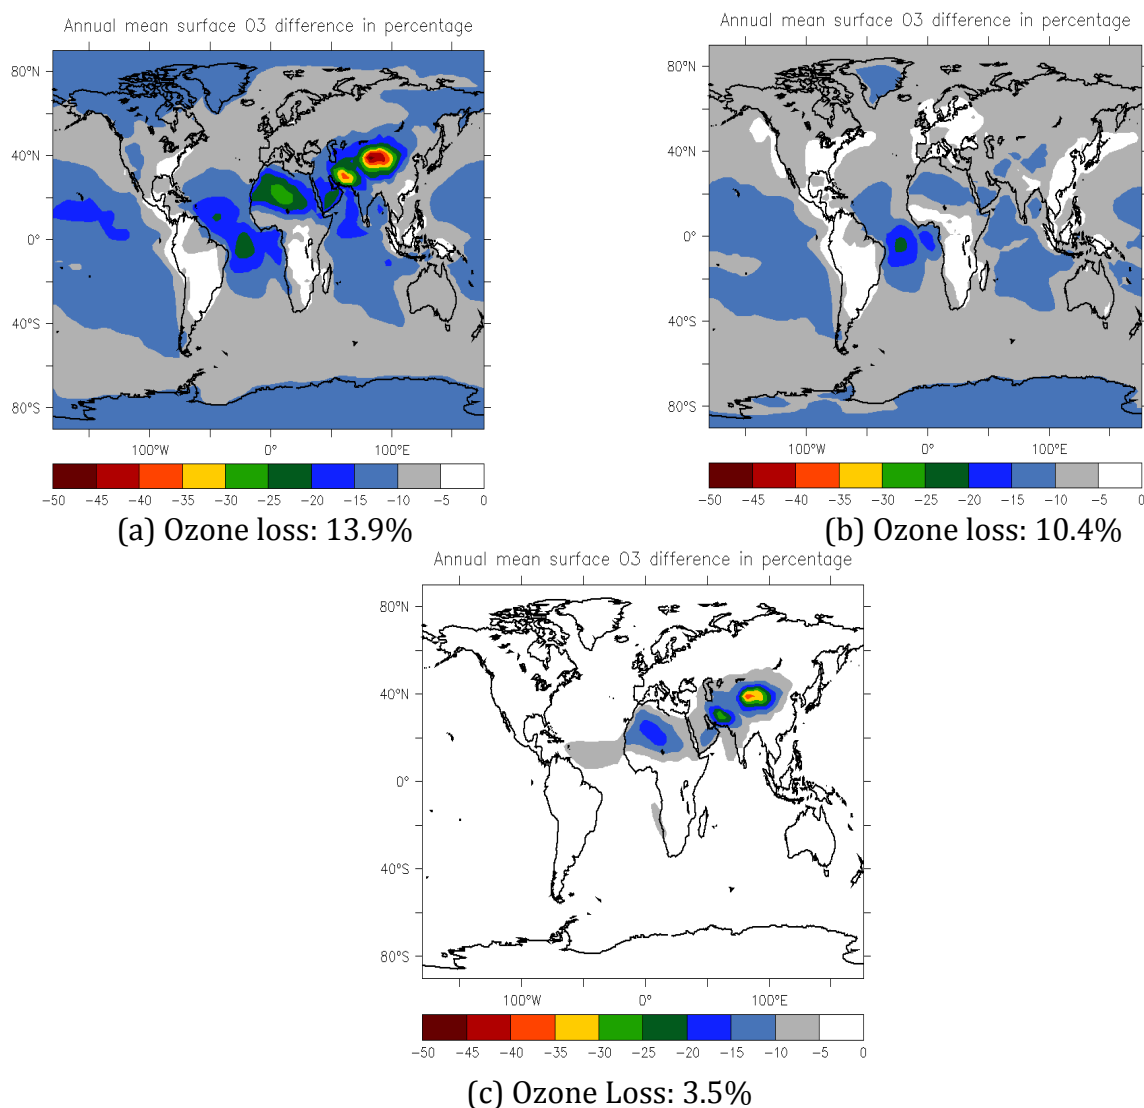 Annual mean surface O3 difference in percentage
80°N
40°N
0°
40°S
80°S
100°W 0° 100°E
−50 −45 −40 −35 −30 −25 −20 −15 −10 −5 0
(a) Ozone loss: 13.9%
Annual mean surface O3 difference in percentage
80°N
40°N
0°
40°S
80°S
100°W 0° 100°E
−50 −45 −40 −35 −30 −25 −20 −15 −10 −5 0
(b) Ozone loss: 10.4%
Annual mean surface O3 difference in percentage
80°N
40°N
0°
40°S
80°S
100°W 0° 100°E
−50 −45 −40 −35 −30 −25 −20 −15 −10 −5 0
(c) Ozone Loss: 3.5%